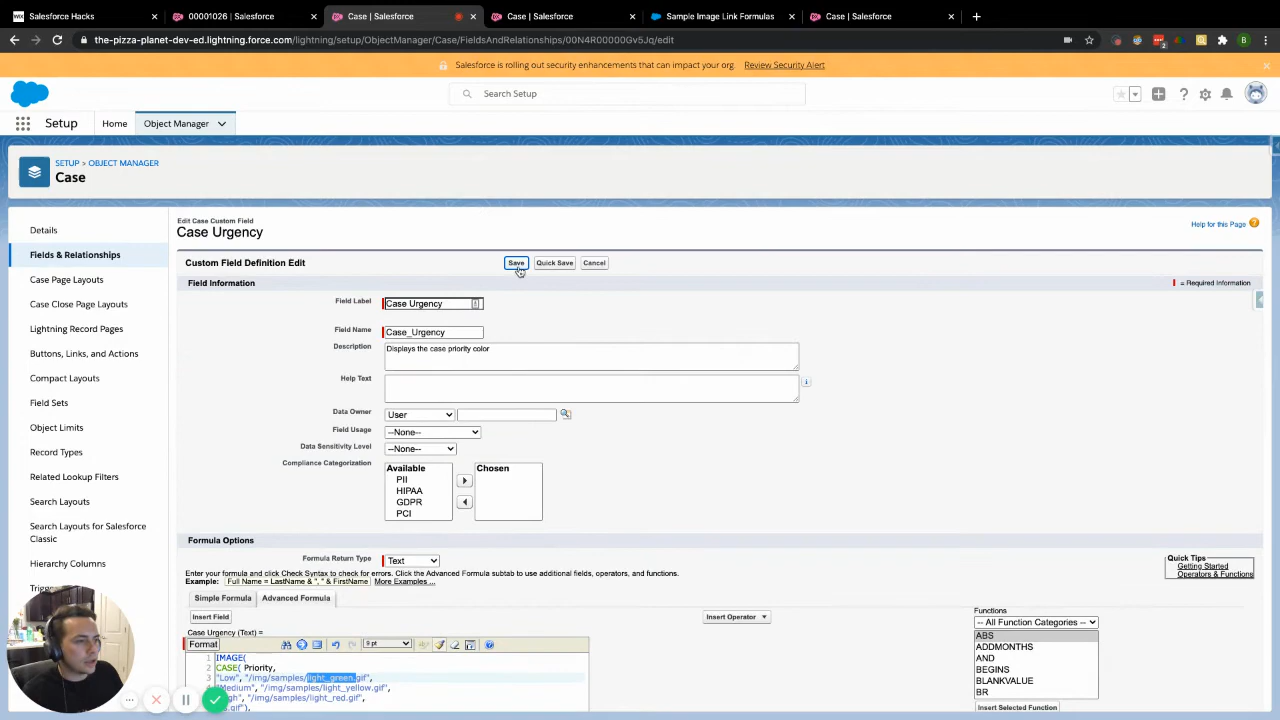 Salesforce Hacks
00001026 | Salesforce
Case | Salesforce
Case | Salesforce
Sample Image Link Formulas
Case | Salesforce
the-pizza-planet-dev-ed.lightning.force.com/lightning/setup/ObjectManager/Case/FieldsAndRelationships/00N4R00000Gv5Jq/edit
Salesforce is rolling out security enhancements that can impact your org. Review Security Alert
Search Setup
Setup
Home
Object Manager
SETUP > OBJECT MANAGER
Case
Details
Fields & Relationships
Case Page Layouts
Case Close Page Layouts
Lightning Record Pages
Buttons, Links, and Actions
Compact Layouts
Field Sets
Object Limits
Record Types
Related Lookup Filters
Search Layouts
Search Layouts for Salesforce
Classic
Hierarchy Columns
Edit Case Custom Field
Case Urgency
Help for this Page
Custom Field Definition Edit
Save
Quick Save
Cancel
Field Information
= Required Information
Field Label
Case Urgency
Field Name
Case_Urgency
Description
Displays the case priority color
Help Text
Data Owner
User
Field Usage
--None--
Data Sensitivity Level
--None--
Compliance Categorization
Available
PII
HIPAA
GDPR
PCI
Chosen
Formula Options
Formula Return Type
Text
Enter your formula and click Check Syntax to check for errors. Click the Advanced Formula subtab to use additional fields, operators, and functions.
Example: Full Name = LastName & ", " & FirstName More Examples ...
Quick Tips
Getting Started
Operators & Functions
Simple Formula
Advanced Formula
Insert Field
Insert Operator
Functions
-- All Function Categories --
ABS
ADDMONTHS
AND
BEGINS
BLANKVALUE
BR
Insert Selected Function
Case Urgency (Text) =
Format
9 pt
1 IMAGE(
2 CASE( Priority,
3 "Low", "/img/samples/light_green.gif",
"Medium", "/img/samples/light_yellow.gif",
"/img/samples/light_red.gif",